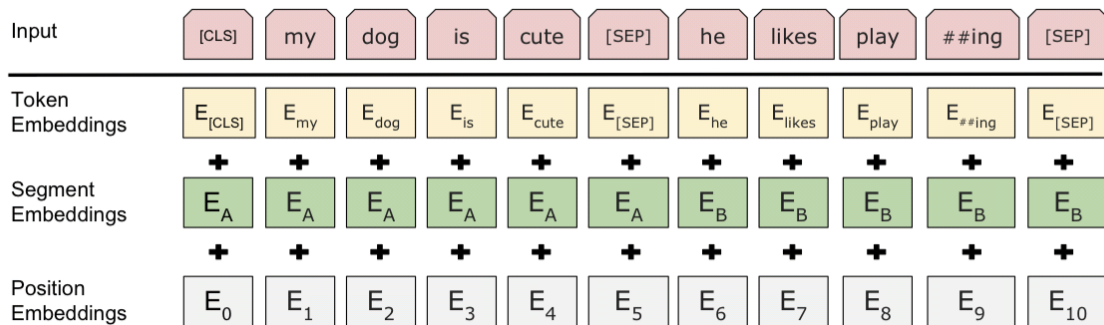 Input [CLS] my dog is cute [SEP] he likes play ##ing [SEP]
Token Embeddings E[CLS] Emy Edog Eis Ecute E[SEP] Ehe Elikes Eplay E##ing E[SEP]
+ + + + + + + + + + +
Segment Embeddings EA EA EA EA EA EA EB EB EB EB EB
+ + + + + + + + + + +
Position Embeddings E0 E1 E2 E3 E4 E5 E6 E7 E8 E9 E10